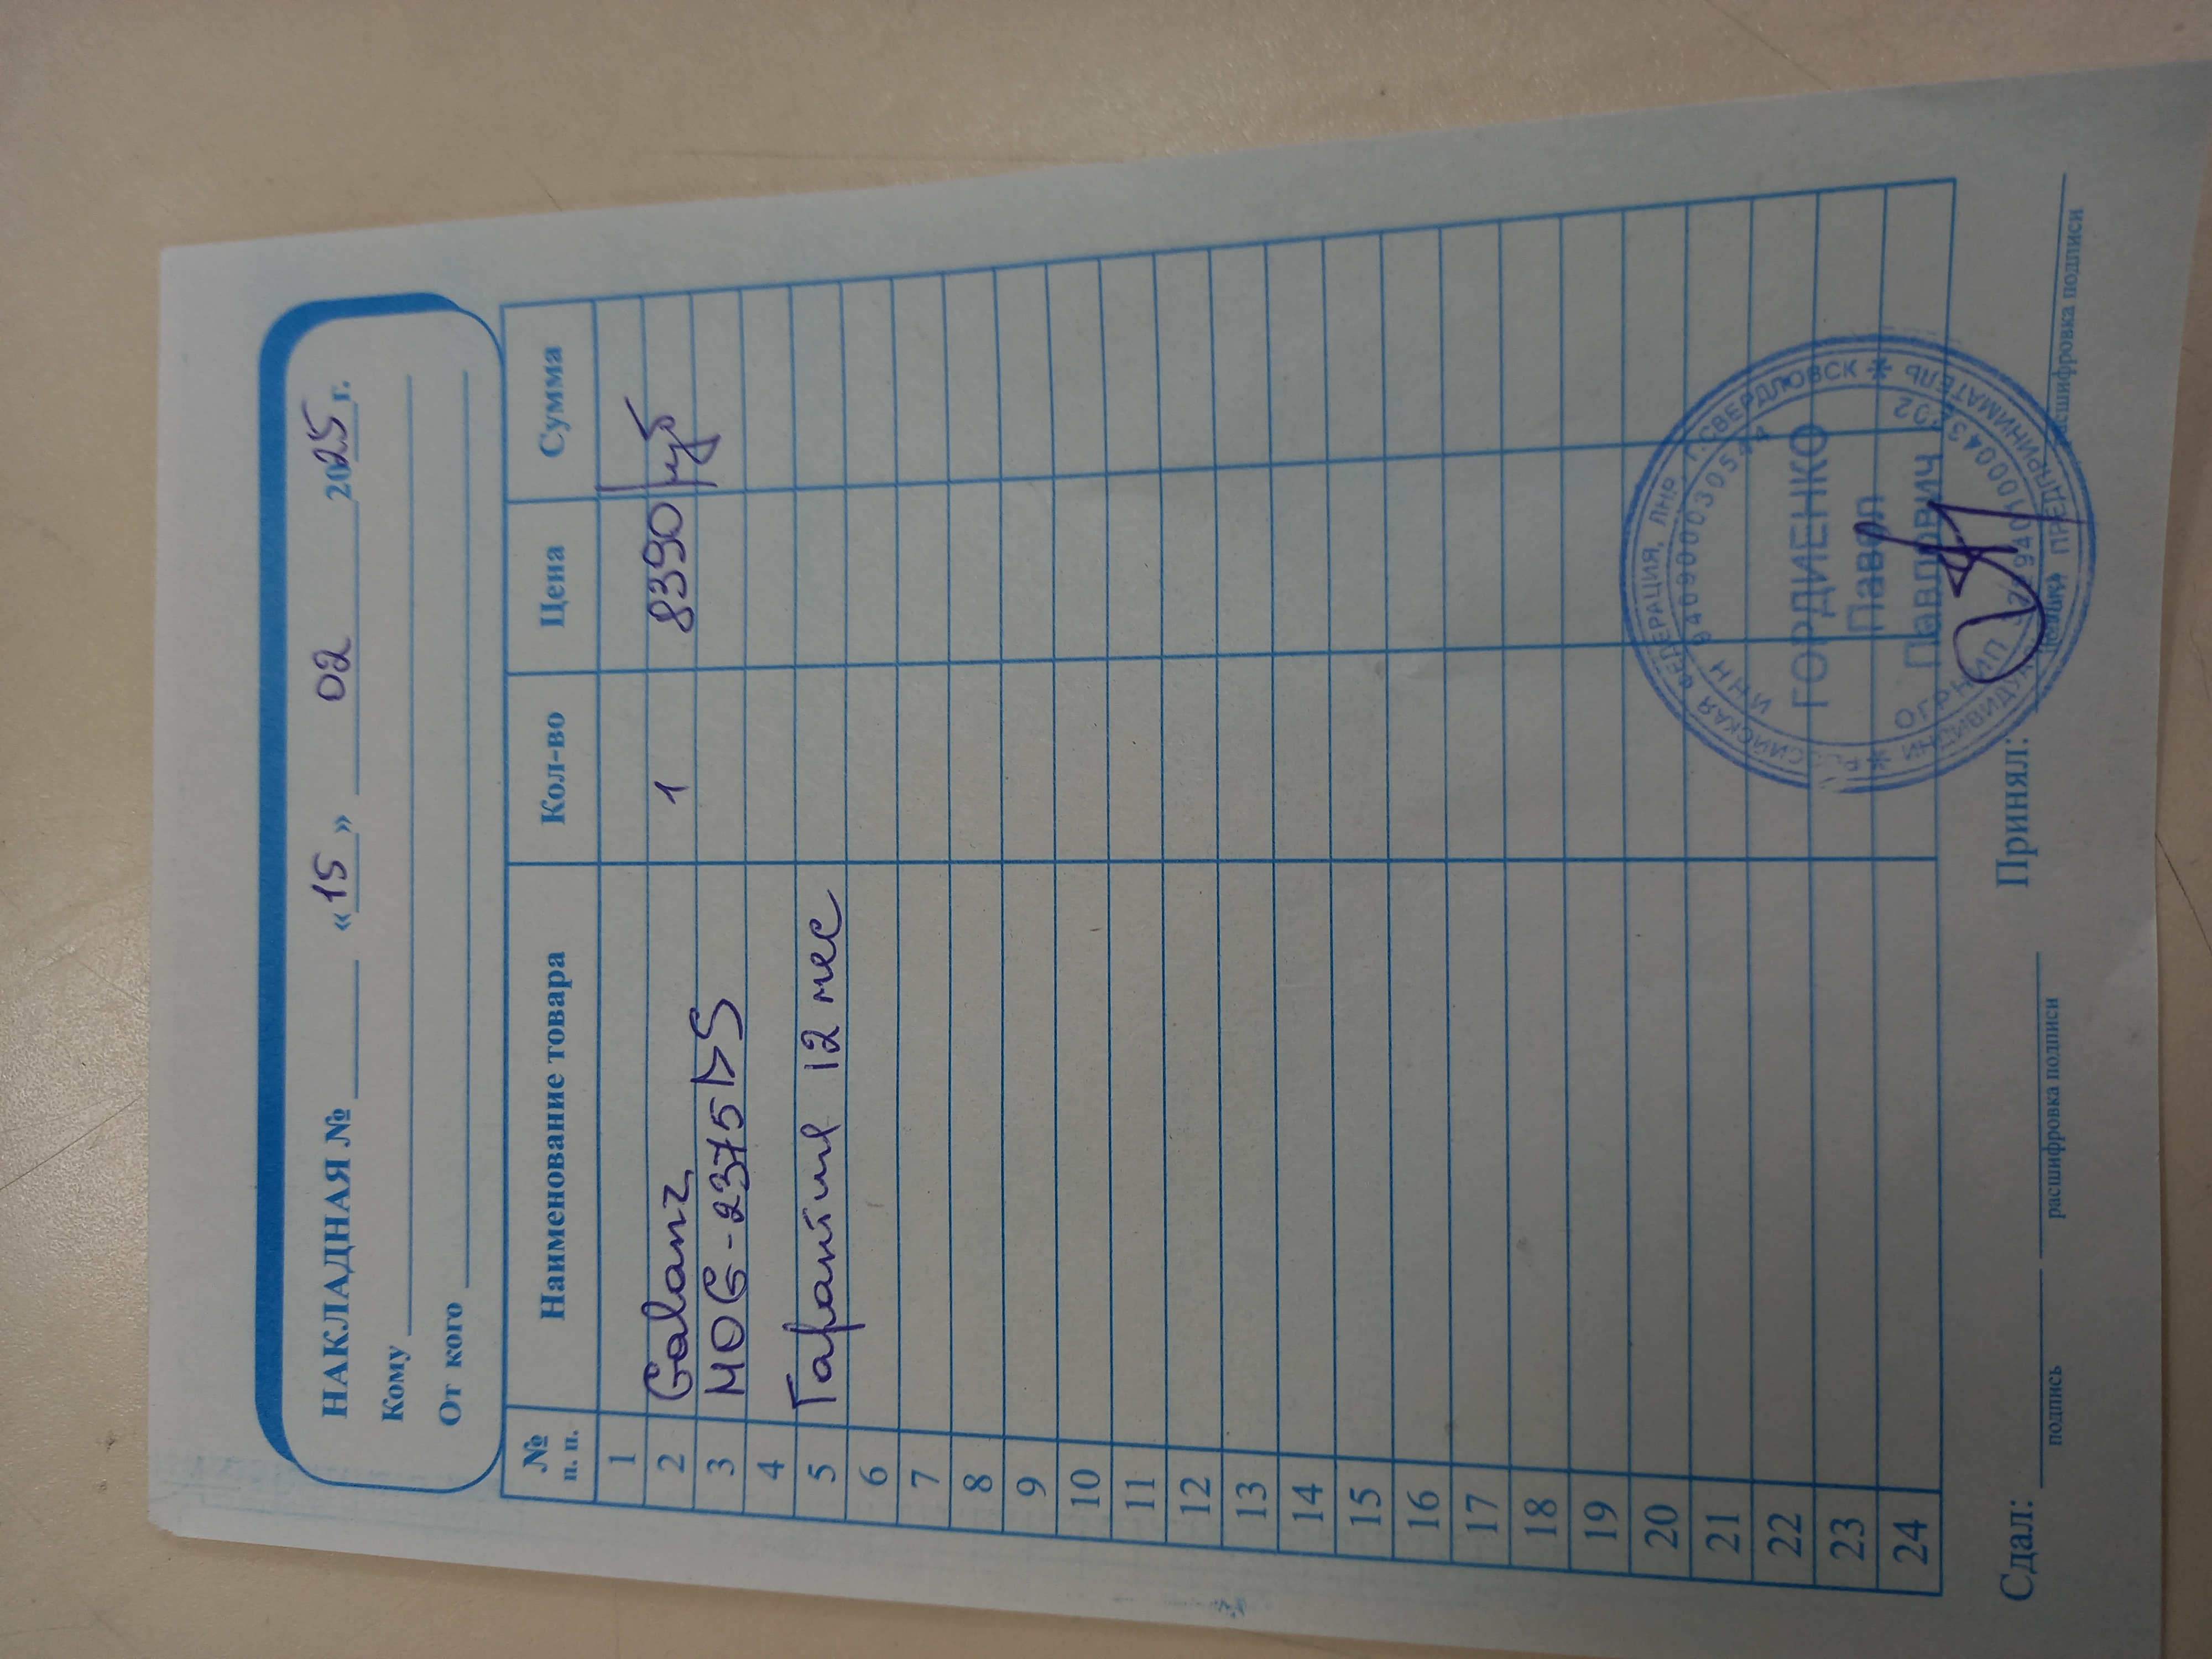 НАКЛАДНАЯ № «15» 02 2025 г.
Кому
От кого
№ п. п. Наименование товара Кол-во Цена Сумма
1
2 Galanz 1 8390 руб
3 MOG-2375DS
4
5 Гарантия 12 мес
6
7
8
9
10
11
12
13
14
15
16
17
18
19
20
21
22
23
24
РОССИЙСКАЯ ФЕДЕРАЦИЯ, ЛНР, Г. СВЕРДЛОВСК
ИНН
ГОРДИЕНКО
Павел
Павлович
ОГРНИП
ИНДИВИДУАЛЬНЫЙ ПРЕДПРИНИМАТЕЛЬ
Сдал: Принял:
подпись расшифровка подписи подпись расшифровка подписи